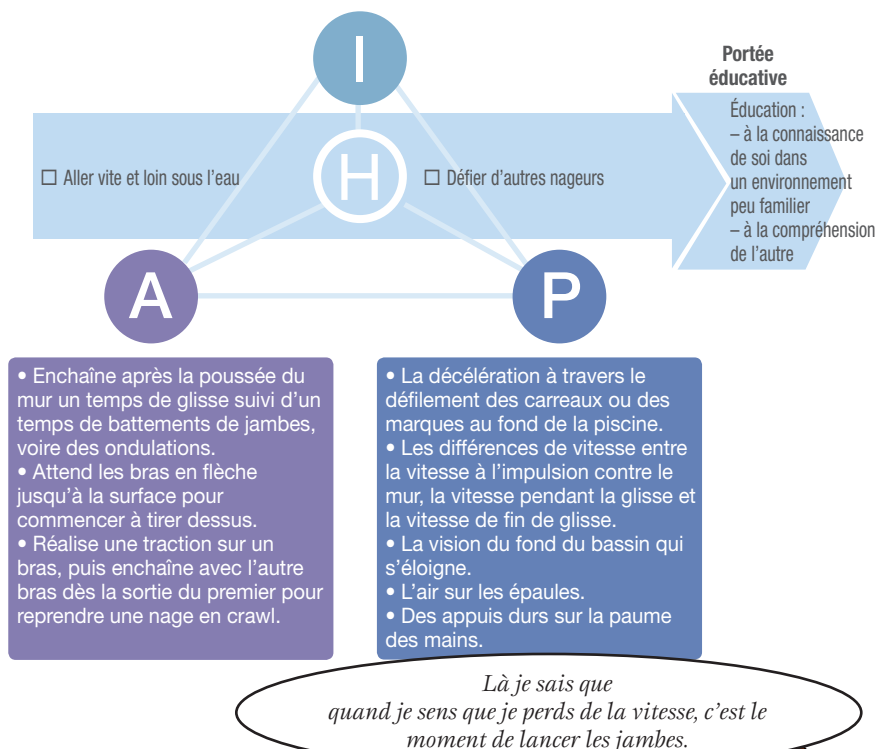 I
Portée
éducative
Éducation :
– à la connaissance
de soi dans
un environnement
peu familier
– à la compréhension
de l'autre
☐ Aller vite et loin sous l'eau
H
☐ Défier d'autres nageurs
A
P
• Enchaîne après la poussée du
mur un temps de glisse suivi d'un
temps de battements de jambes,
voire des ondulations.
• Attend les bras en flèche
jusqu'à la surface pour
commencer à tirer dessus.
• Réalise une traction sur un
bras, puis enchaîne avec l'autre
bras dès la sortie du premier pour
reprendre une nage en crawl.
• La décélération à travers le
défilement des carreaux ou des
marques au fond de la piscine.
• Les différences de vitesse entre
la vitesse à l'impulsion contre le
mur, la vitesse pendant la glisse et
la vitesse de fin de glisse.
• La vision du fond du bassin qui
s'éloigne.
• L'air sur les épaules.
• Des appuis durs sur la paume
des mains.
Là je sais que
quand je sens que je perds de la vitesse, c'est le
moment de lancer les jambes.